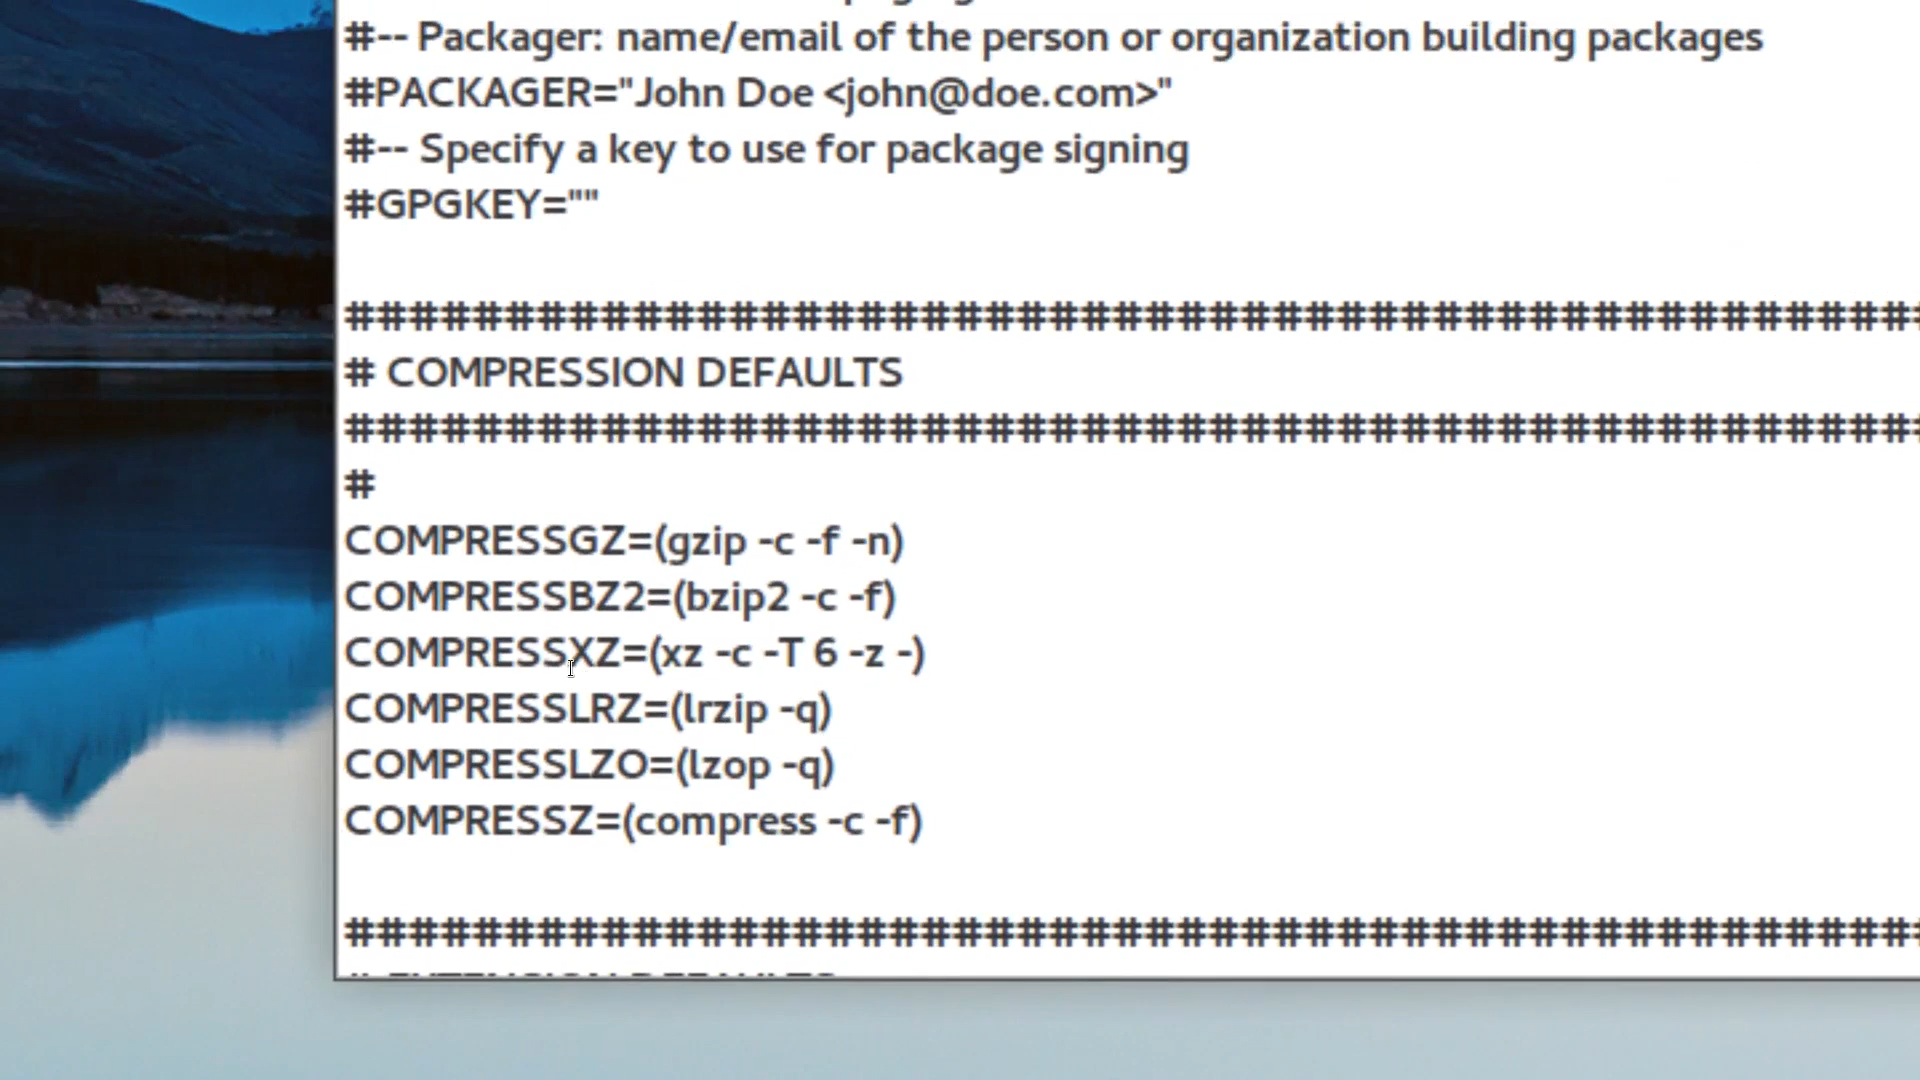 #-- Packager: name/email of the person or organization building packages
#PACKAGER="John Doe <john@doe.com>"
#-- Specify a key to use for package signing
#GPGKEY=""
#################################################
# COMPRESSION DEFAULTS
#################################################
#
COMPRESSGZ=(gzip -c -f -n)
COMPRESSBZ2=(bzip2 -c -f)
COMPRESSXZ=(xz -c -T 6 -z -)
COMPRESSLRZ=(lrzip -q)
COMPRESSLZO=(lzop -q)
COMPRESSZ=(compress -c -f)
#################################################
# EXTENSION DEFAULTS